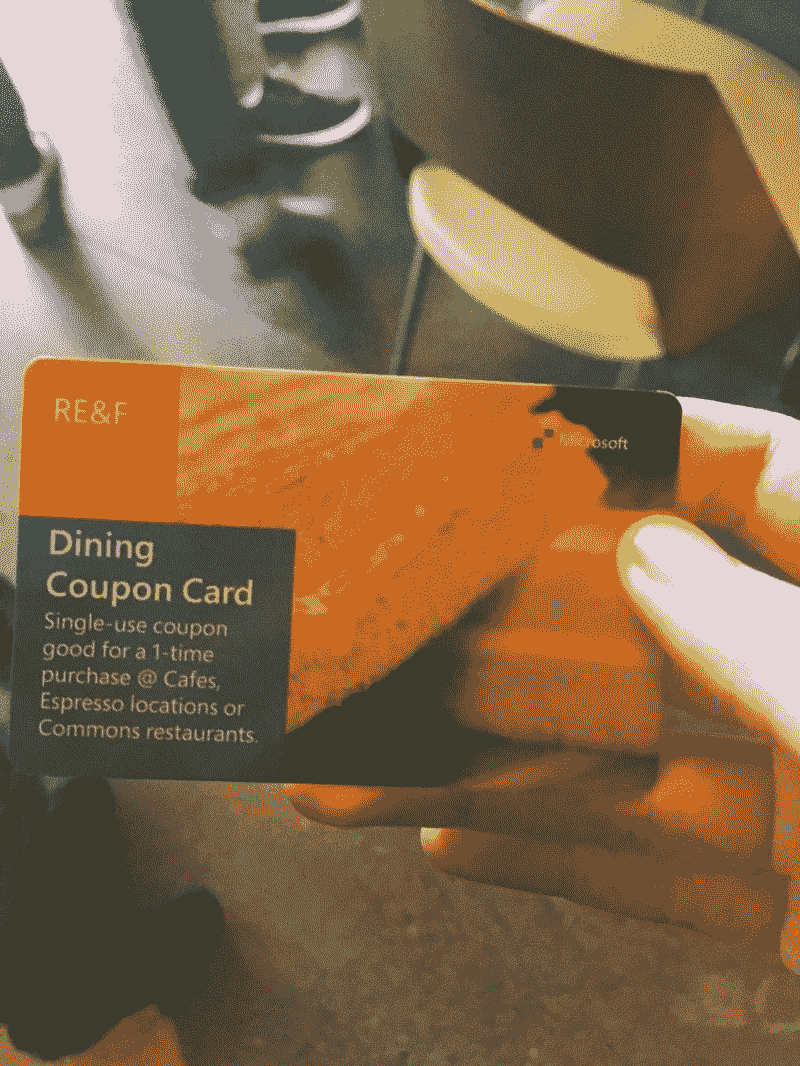 RE&F
Microsoft
Dining
Coupon Card
Single-use coupon
good for a 1-time
purchase @ Cafes,
Espresso locations or
Commons restaurants.